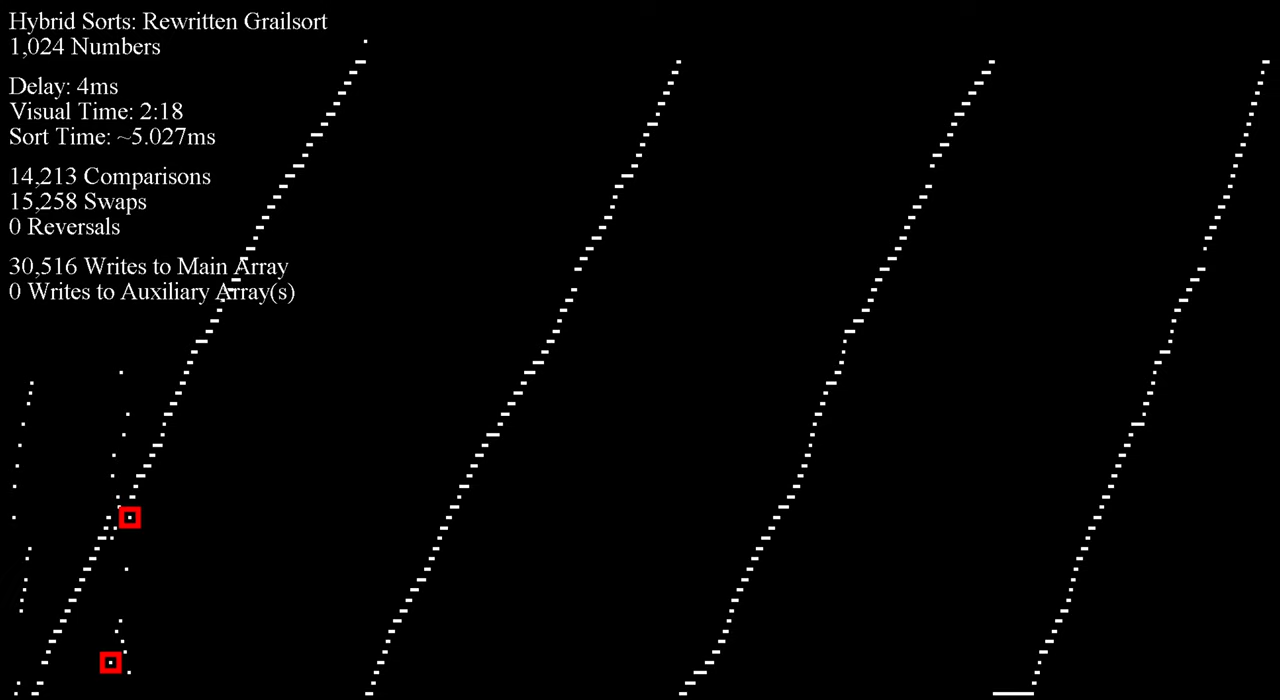 Hybrid Sorts: Rewritten Grailsort
1,024 Numbers
Delay: 4ms
Visual Time: 2:18
Sort Time: ~5.027ms
14,213 Comparisons
15,258 Swaps
0 Reversals
30,516 Writes to Main Array
0 Writes to Auxiliary Array(s)